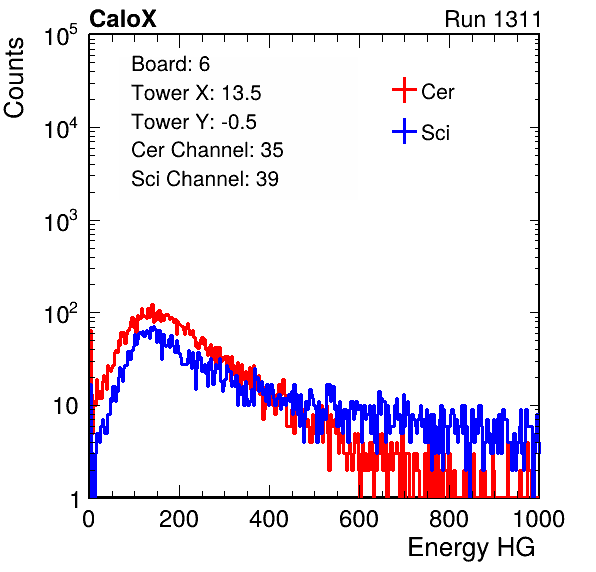 CaloX Run 1311
Counts
Board: 6
Tower X: 13.5
Tower Y: -0.5
Cer Channel: 35
Sci Channel: 39
Cer
Sci
10^5
10^4
10^3
10^2
10
1
0 200 400 600 800 1000
Energy HG